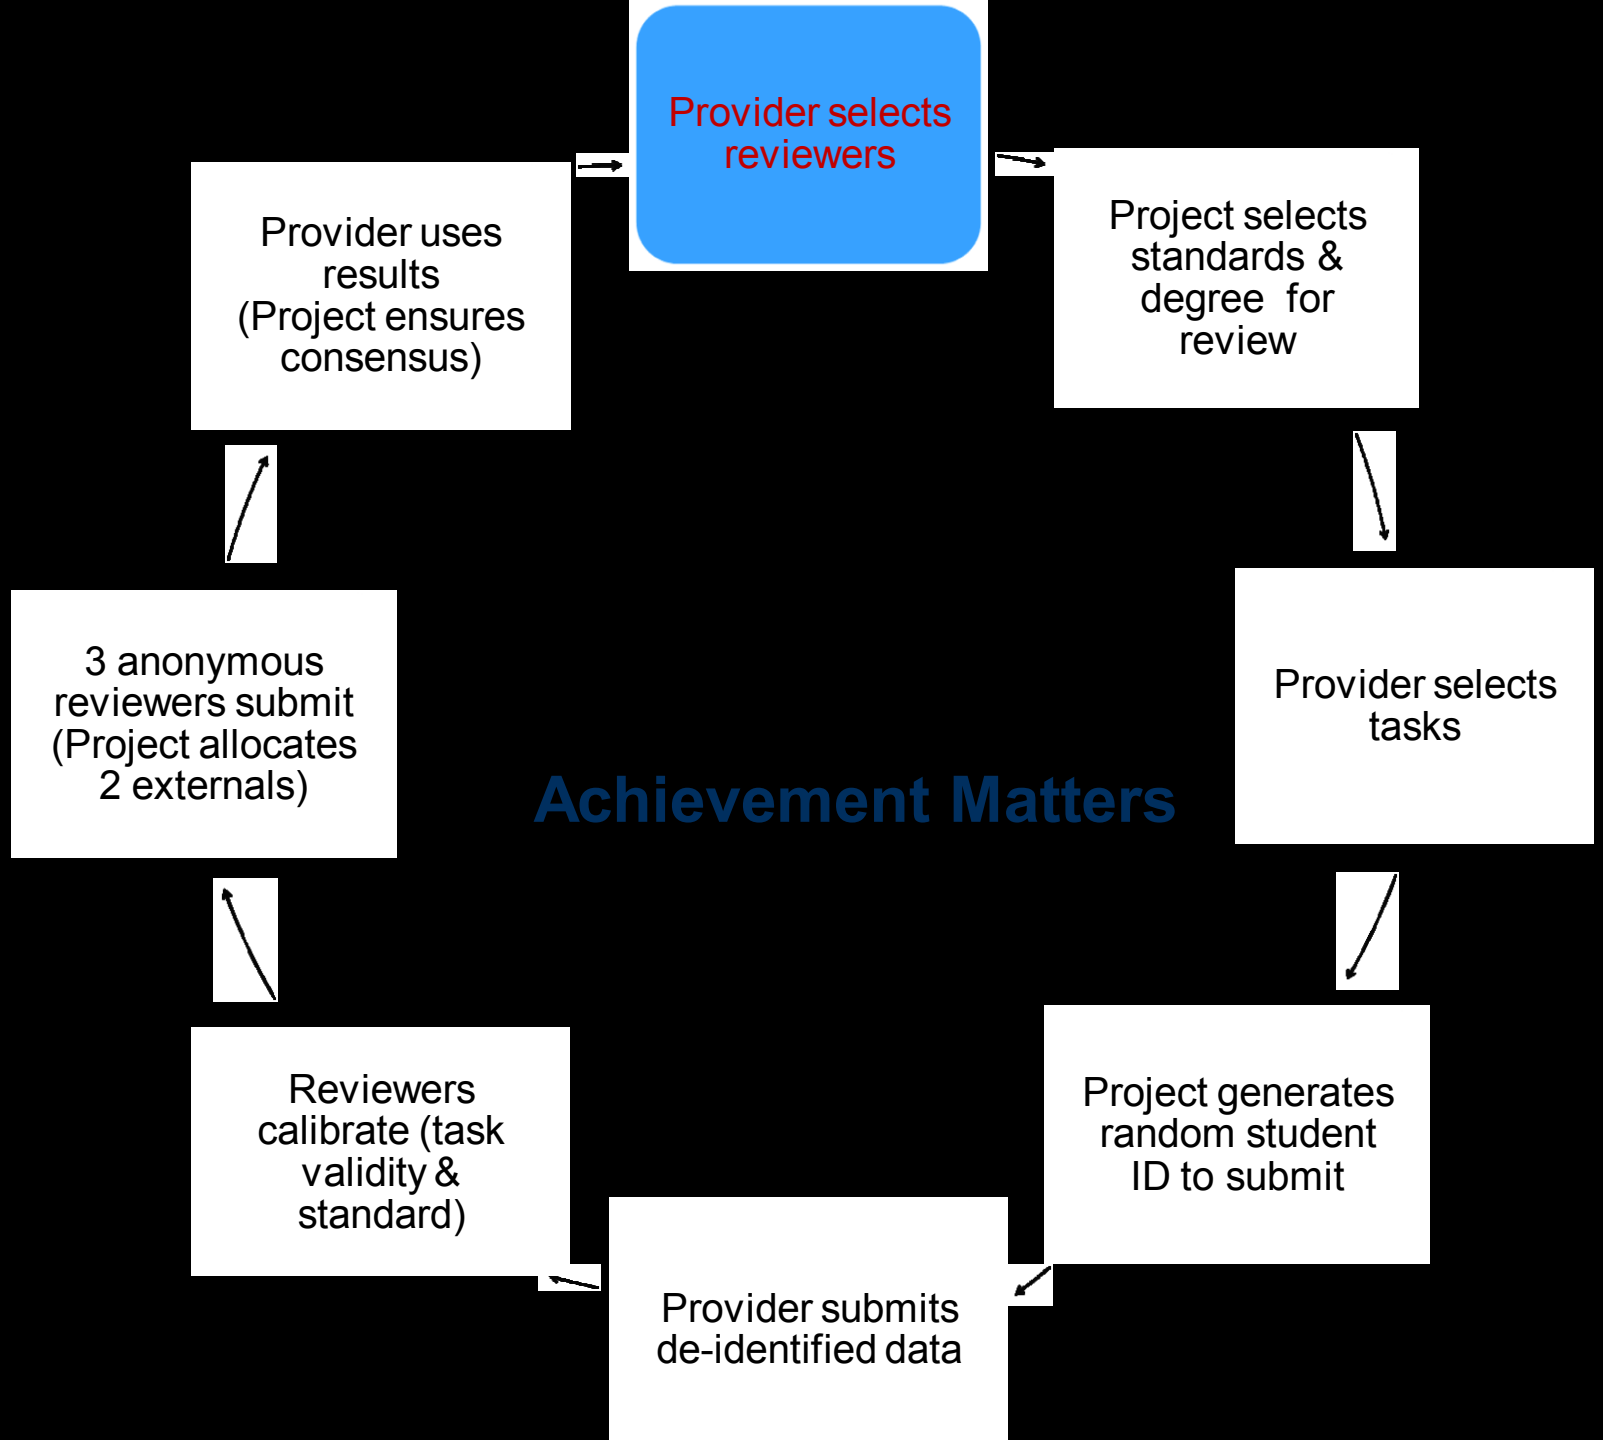 Provider selects
reviewers
Project selects
standards &
degree for
review
Provider selects
tasks
Project generates
random student
ID to submit
Provider submits
de-identified data
Reviewers
calibrate (task
validity &
standard)
3 anonymous
reviewers submit
(Project allocates
2 externals)
Provider uses
results
(Project ensures
consensus)
Achievement Matters